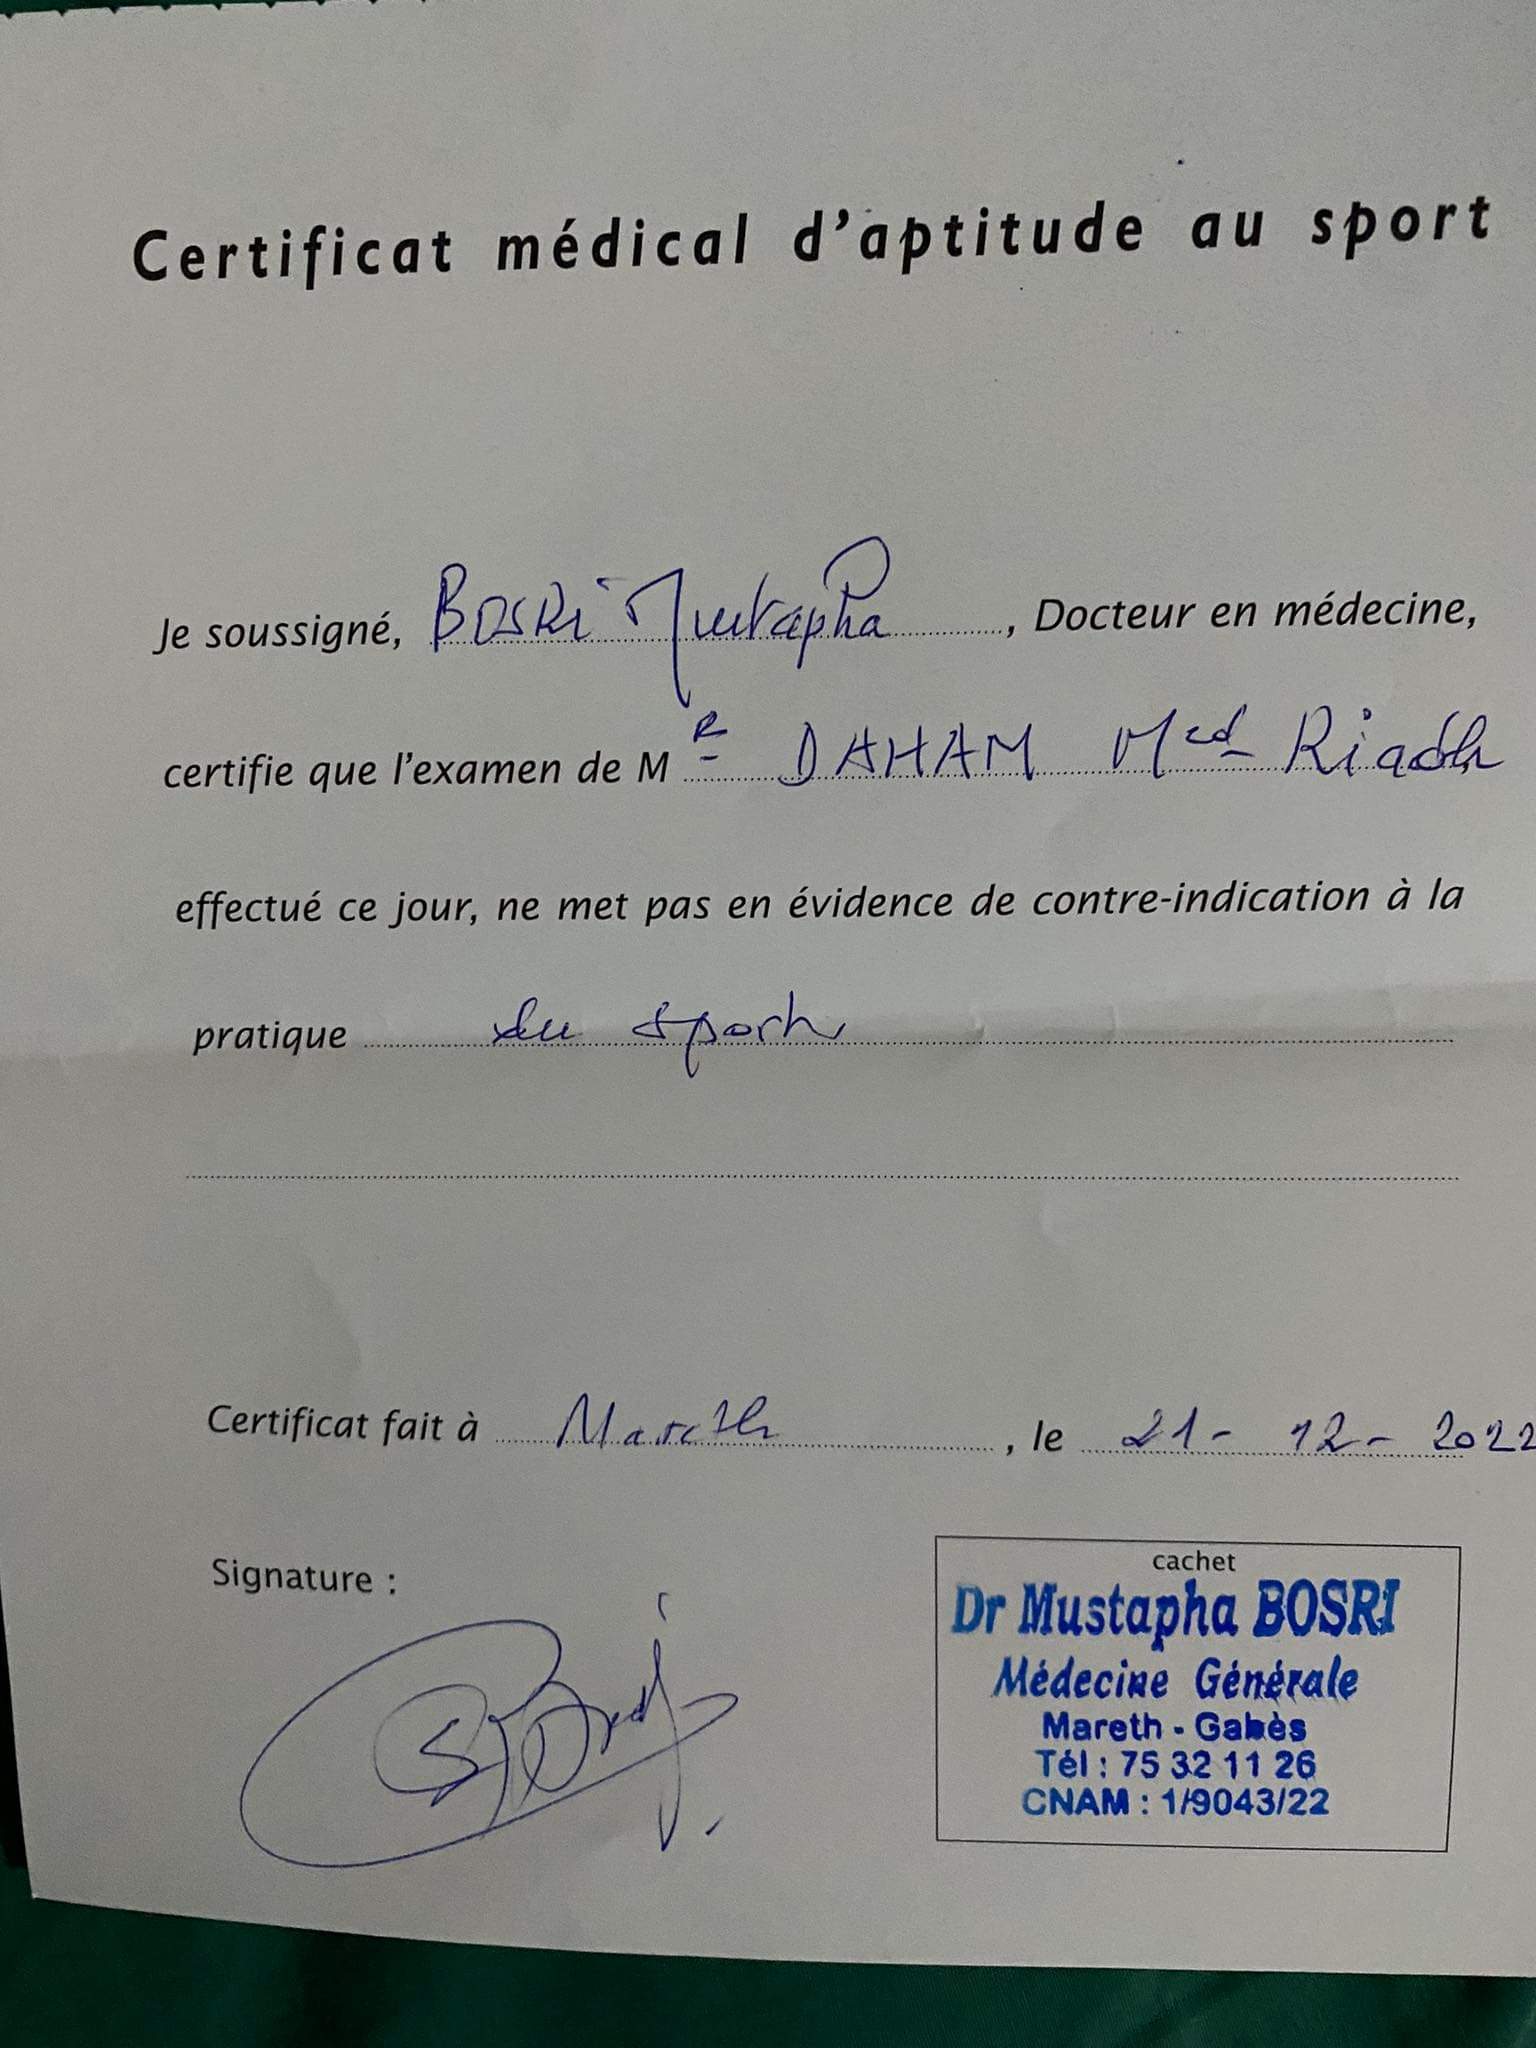 Certificat médical d'aptitude au sport
Je soussigné, BOSRI Mustapha, Docteur en médecine,
certifie que l'examen de M R DAHAM Med Riadh
effectué ce jour, ne met pas en évidence de contre-indication à la
pratique du sport
Certificat fait à Mareth, le 21-12-2022
Signature :
cachet
Dr Mustapha BOSRI
Médecine Générale
Mareth - Gabès
Tél : 75 32 11 26
CNAM : 1/9043/22